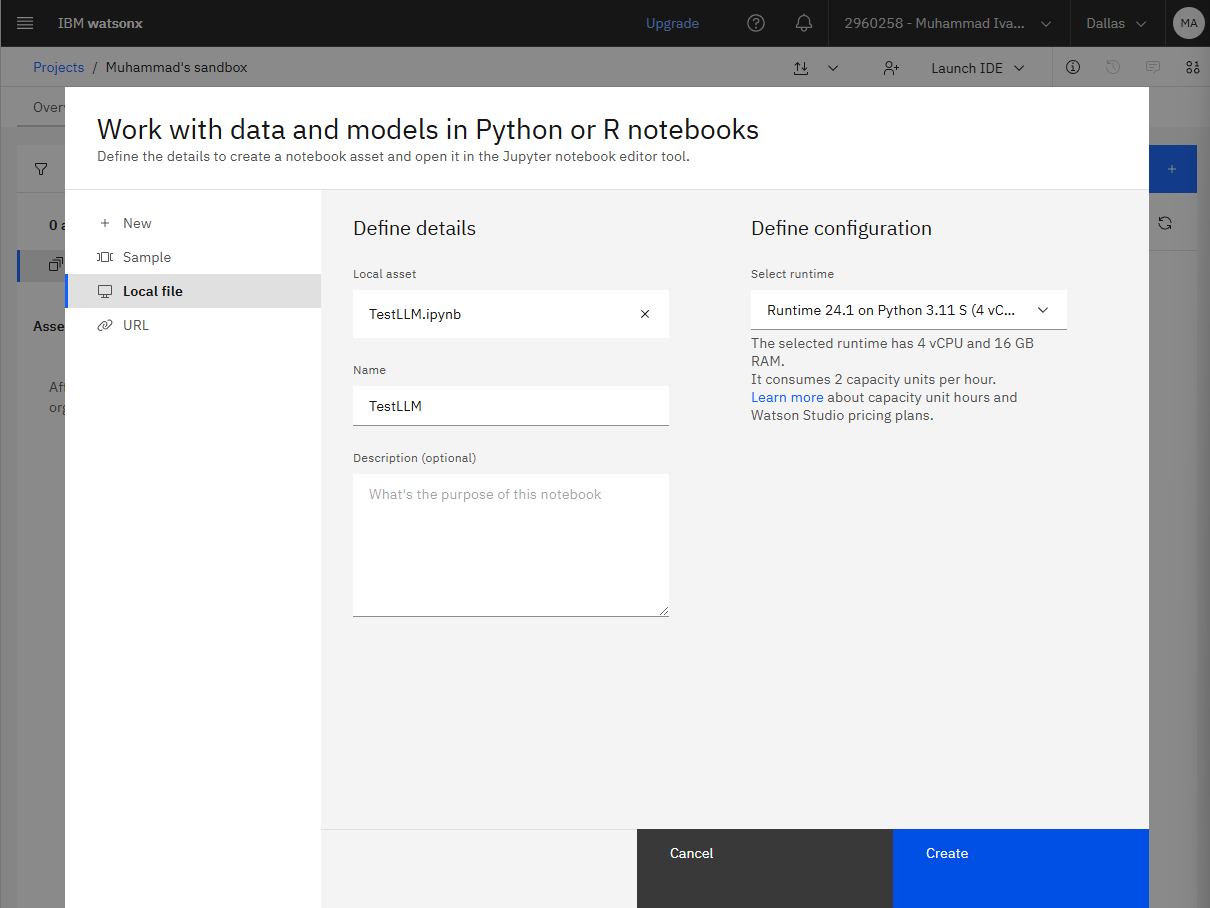 IBM watsonx
Upgrade
2960258 - Muhammad Iva...
Dallas
MA
Projects / Muhammad's sandbox
Launch IDE
Work with data and models in Python or R notebooks
Define the details to create a notebook asset and open it in the Jupyter notebook editor tool.
+ New
Sample
Local file
URL
Define details
Local asset
TestLLM.ipynb
Name
TestLLM
Description (optional)
What's the purpose of this notebook
Define configuration
Select runtime
Runtime 24.1 on Python 3.11 S (4 vC...
The selected runtime has 4 vCPU and 16 GB
RAM.
It consumes 2 capacity units per hour.
Learn more about capacity unit hours and
Watson Studio pricing plans.
Cancel
Create